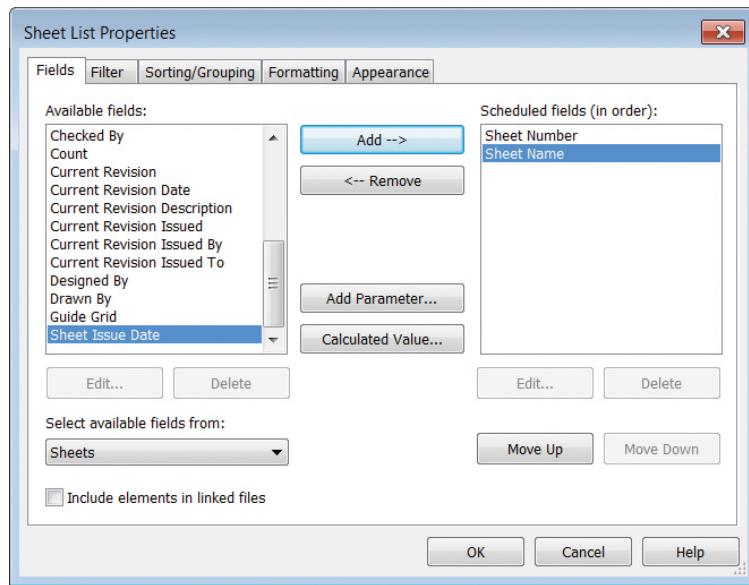 Sheet List Properties
Fields
Filter
Sorting/Grouping
Formatting
Appearance
Available fields:
Checked By
Count
Current Revision
Current Revision Date
Current Revision Description
Current Revision Issued
Current Revision Issued By
Current Revision Issued To
Designed By
Drawn By
Guide Grid
Sheet Issue Date
Add -->
<-- Remove
Add Parameter...
Calculated Value...
Scheduled fields (in order):
Sheet Number
Sheet Name
Edit...
Delete
Edit...
Delete
Select available fields from:
Sheets
Move Up
Move Down
Include elements in linked files
OK
Cancel
Help